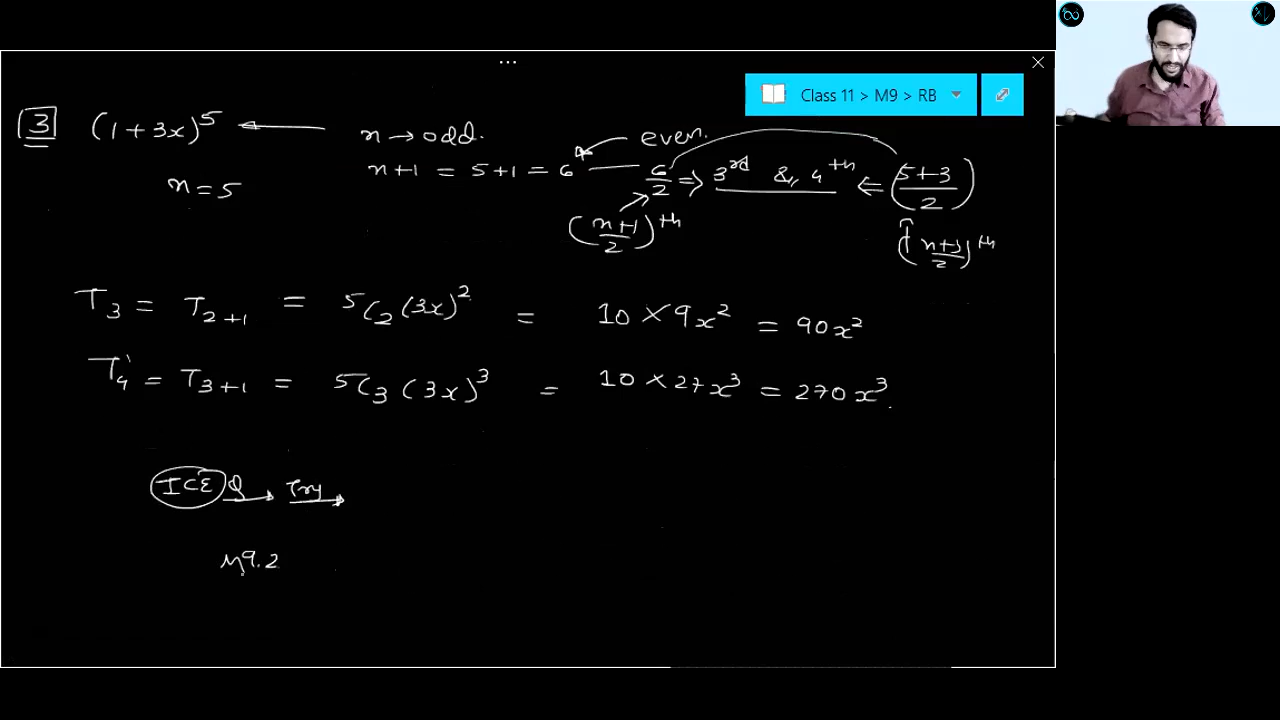 Class 11 > M9 > RB
3 (1 + 3x)^5 ← n → odd.
even.
n = 5
n+1 = 5+1 = 6 — 6/2 ⇒ 3rd & 4th ⇐ (5+3/2)
(n+1/2)th
(n+3/2)th
T3 = T2+1 = 5C2 (3x)^2 = 10 × 9x^2 = 90x^2
T4 = T3+1 = 5C3 (3x)^3 = 10 × 27x^3 = 270x^3.
ICE Q → Try →
M9.2